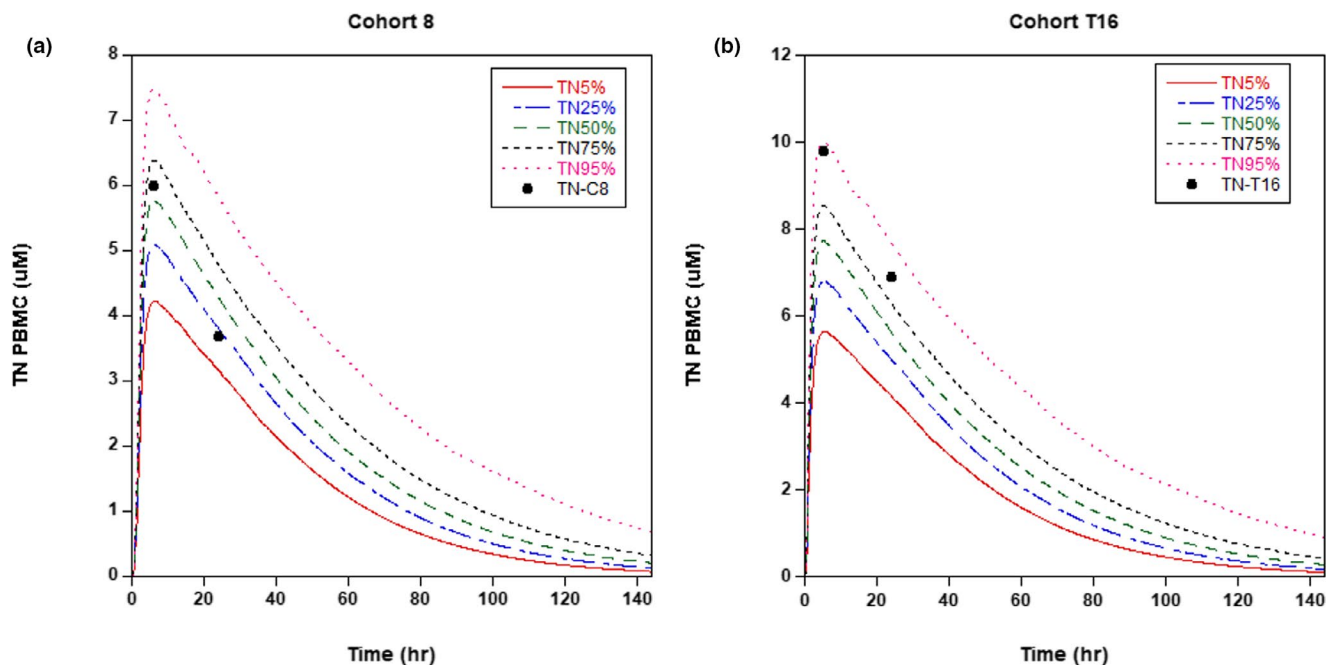 Cohort 8
(a)
8
7
6
5
4
3
2
1
0
TN PBMC (uM)
TN5%
TN25%
TN50%
TN75%
TN95%
TN-C8
0 20 40 60 80 100 120 140
Time (hr)
Cohort T16
(b)
12
10
8
6
4
2
0
TN PBMC (uM)
TN5%
TN25%
TN50%
TN75%
TN95%
TN-T16
0 20 40 60 80 100 120 140
Time (hr)